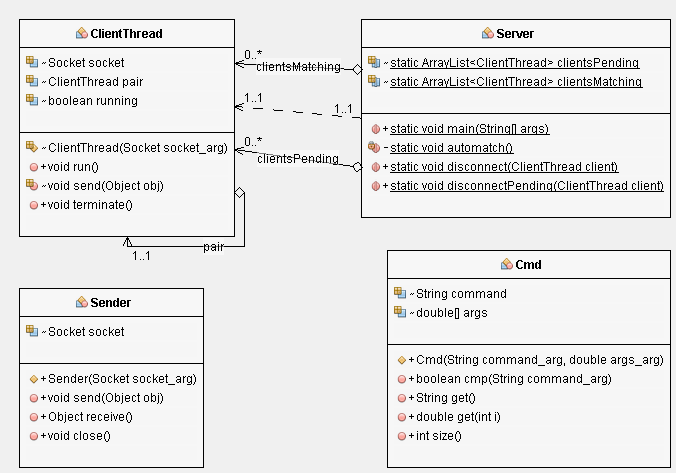 ClientThread
~Socket socket
~ClientThread pair
~boolean running
~ClientThread(Socket socket_arg)
+void run()
~void send(Object obj)
+void terminate()
0..*
clientsMatching
1..1
1..1
0..*
clientsPending
pair
1..1
Server
~static ArrayList<ClientThread> clientsPending
~static ArrayList<ClientThread> clientsMatching
+static void main(String[] args)
-static void automatch()
+static void disconnect(ClientThread client)
+static void disconnectPending(ClientThread client)
Sender
~Socket socket
+Sender(Socket socket_arg)
+void send(Object obj)
+Object receive()
+void close()
Cmd
~String command
~double[] args
+Cmd(String command_arg, double args_arg)
+boolean cmp(String command_arg)
+String get()
+double get(int i)
+int size()